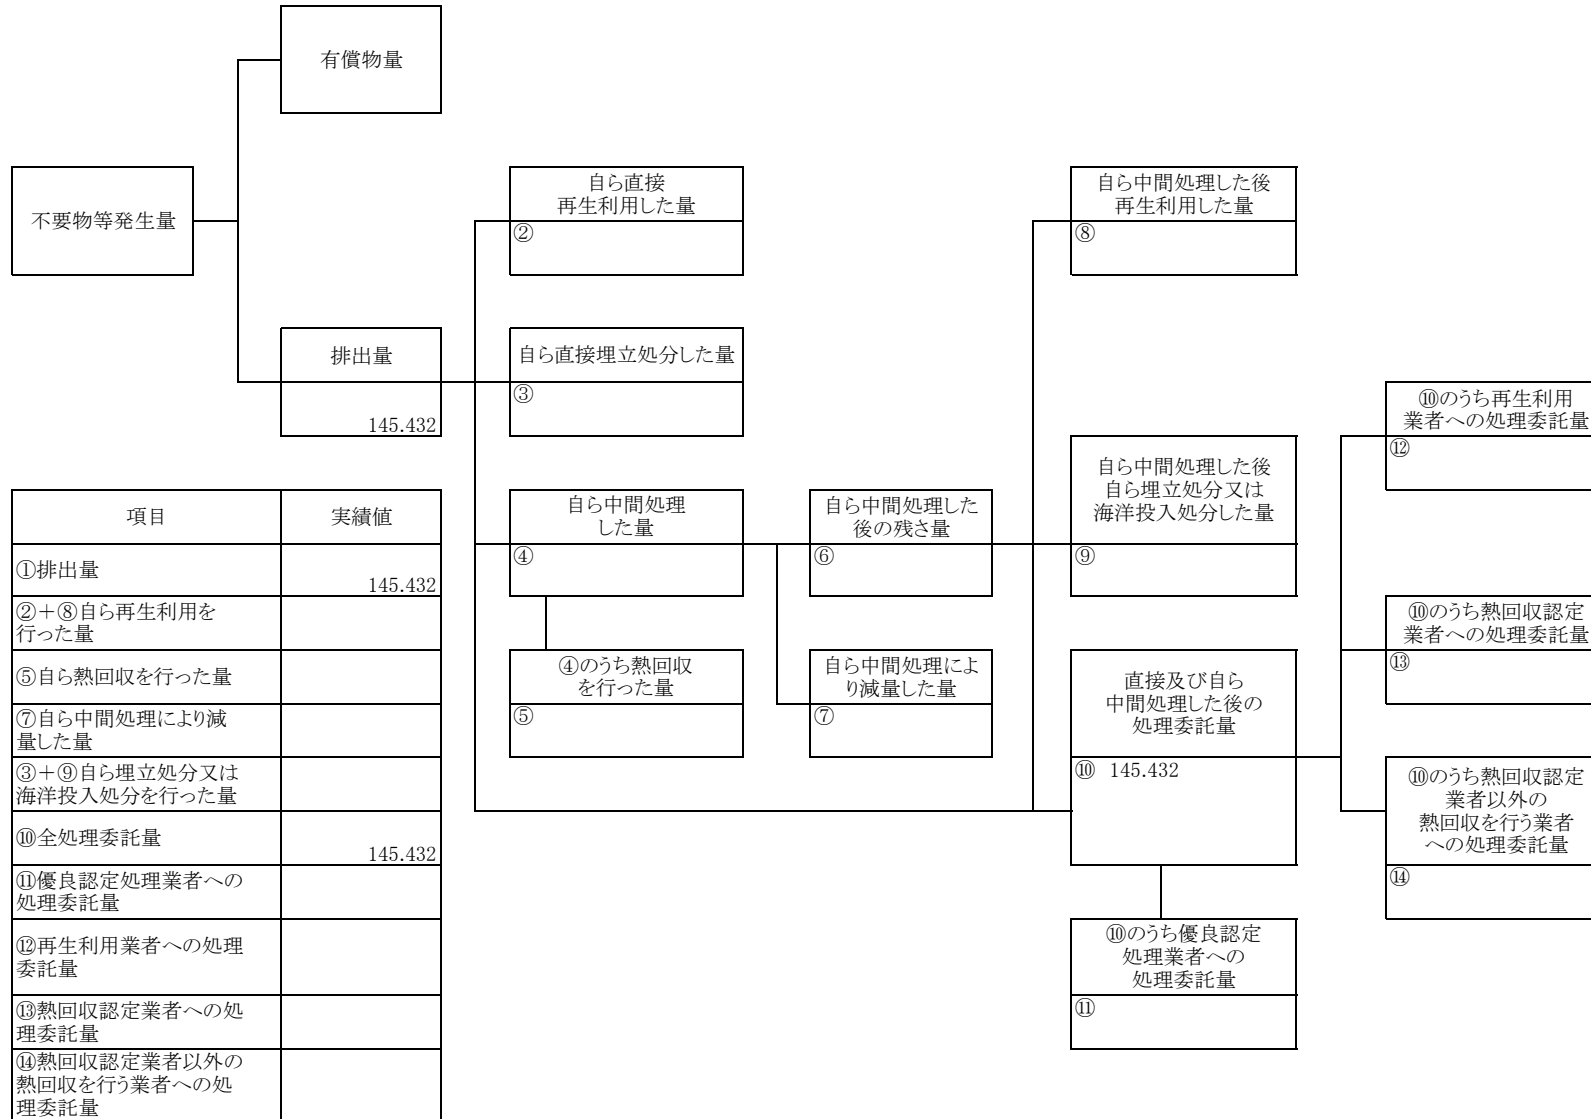 有償物量
不要物等発生量
排出量
145.432
自ら直接
再生利用した量
②
自ら直接埋立処分した量
③
自ら中間処理
した量
④
④のうち熱回収
を行った量
⑤
自ら中間処理した
後の残さ量
⑥
自ら中間処理によ
り減量した量
⑦
自ら中間処理した後
再生利用した量
⑧
自ら中間処理した後
自ら埋立処分又は
海洋投入処分した量
⑨
直接及び自ら
中間処理した後の
処理委託量
⑩ 145.432
⑩のうち優良認定
処理業者への
処理委託量
⑪
⑩のうち再生利用
業者への処理委託量
⑫
⑩のうち熱回収認定
業者への処理委託量
⑬
⑩のうち熱回収認定
業者以外の
熱回収を行う業者
への処理委託量
⑭
項目 実績値
①排出量 145.432
②+⑧自ら再生利用を
行った量
⑤自ら熱回収を行った量
⑦自ら中間処理により減
量した量
③+⑨自ら埋立処分又は
海洋投入処分を行った量
⑩全処理委託量 145.432
⑪優良認定処理業者への
処理委託量
⑫再生利用業者への処理
委託量
⑬熱回収認定業者への処
理委託量
⑭熱回収認定業者以外の
熱回収を行う業者への処
理委託量